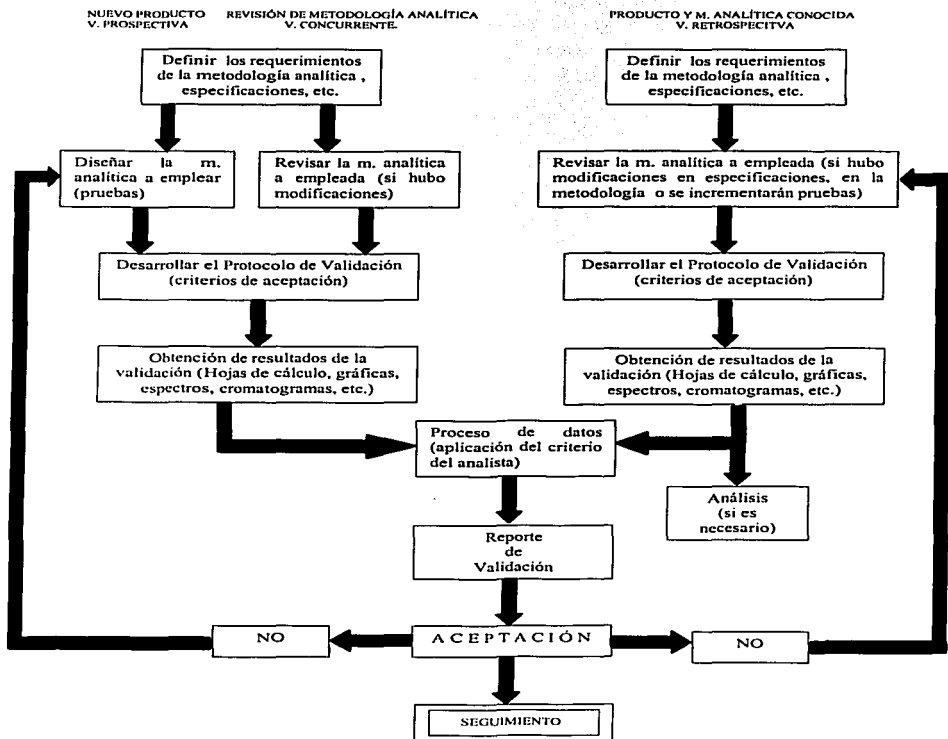 NUEVO PRODUCTO
V. PROSPECTIVA
REVISIÓN DE METODOLOGÍA ANALÍTICA
V. CONCURRENTE.
PRODUCTO Y M. ANALÍTICA CONOCIDA
V. RETROSPECITVA
Definir los requerimientos
de la metodología analítica ,
especificaciones, etc.
Definir los requerimientos
de la metodología analítica ,
especificaciones, etc.
Diseñar la m.
analítica a emplear
(pruebas)
Revisar la m. analítica
a empleada (si hubo
modificaciones)
Revisar la m. analítica a empleada (si hubo
modificaciones en especificaciones, en la
metodología o se incrementarán pruebas)
Desarrollar el Protocolo de Validación
(criterios de aceptación)
Desarrollar el Protocolo de Validación
(criterios de aceptación)
Obtención de resultados de la
validación (Hojas de cálculo, gráficas,
espectros, cromatogramas, etc.)
Obtención de resultados de la
validación (Hojas de cálculo, gráficas,
espectros, cromatogramas, etc.)
Proceso de datos
(aplicación del criterio
del analista)
Análisis
(si es
necesario)
Reporte
de
Validación
NO
ACEPTACIÓN
NO
SEGUIMIENTO